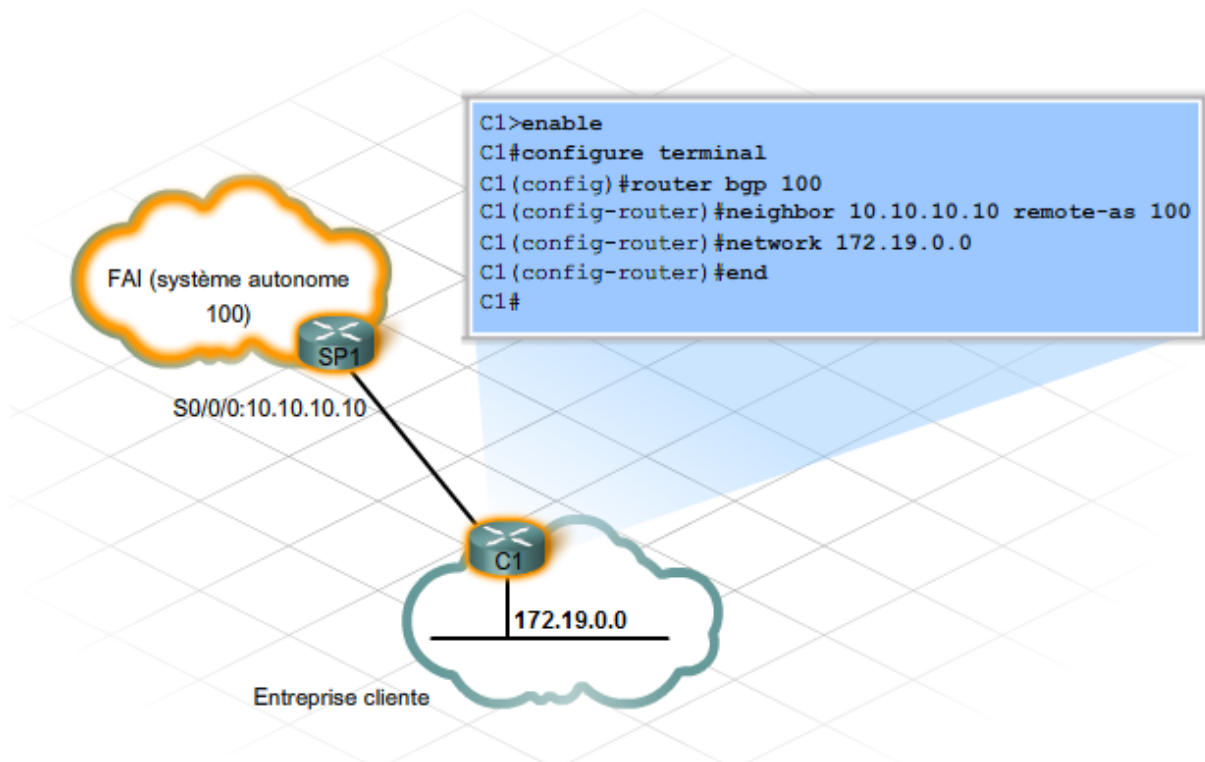 C1>enable
C1#configure terminal
C1(config)#router bgp 100
C1(config-router)#neighbor 10.10.10.10 remote-as 100
C1(config-router)#network 172.19.0.0
C1(config-router)#end
C1#
FAI (système autonome
100)
SP1
S0/0/0:10.10.10.10
C1
172.19.0.0
Entreprise cliente